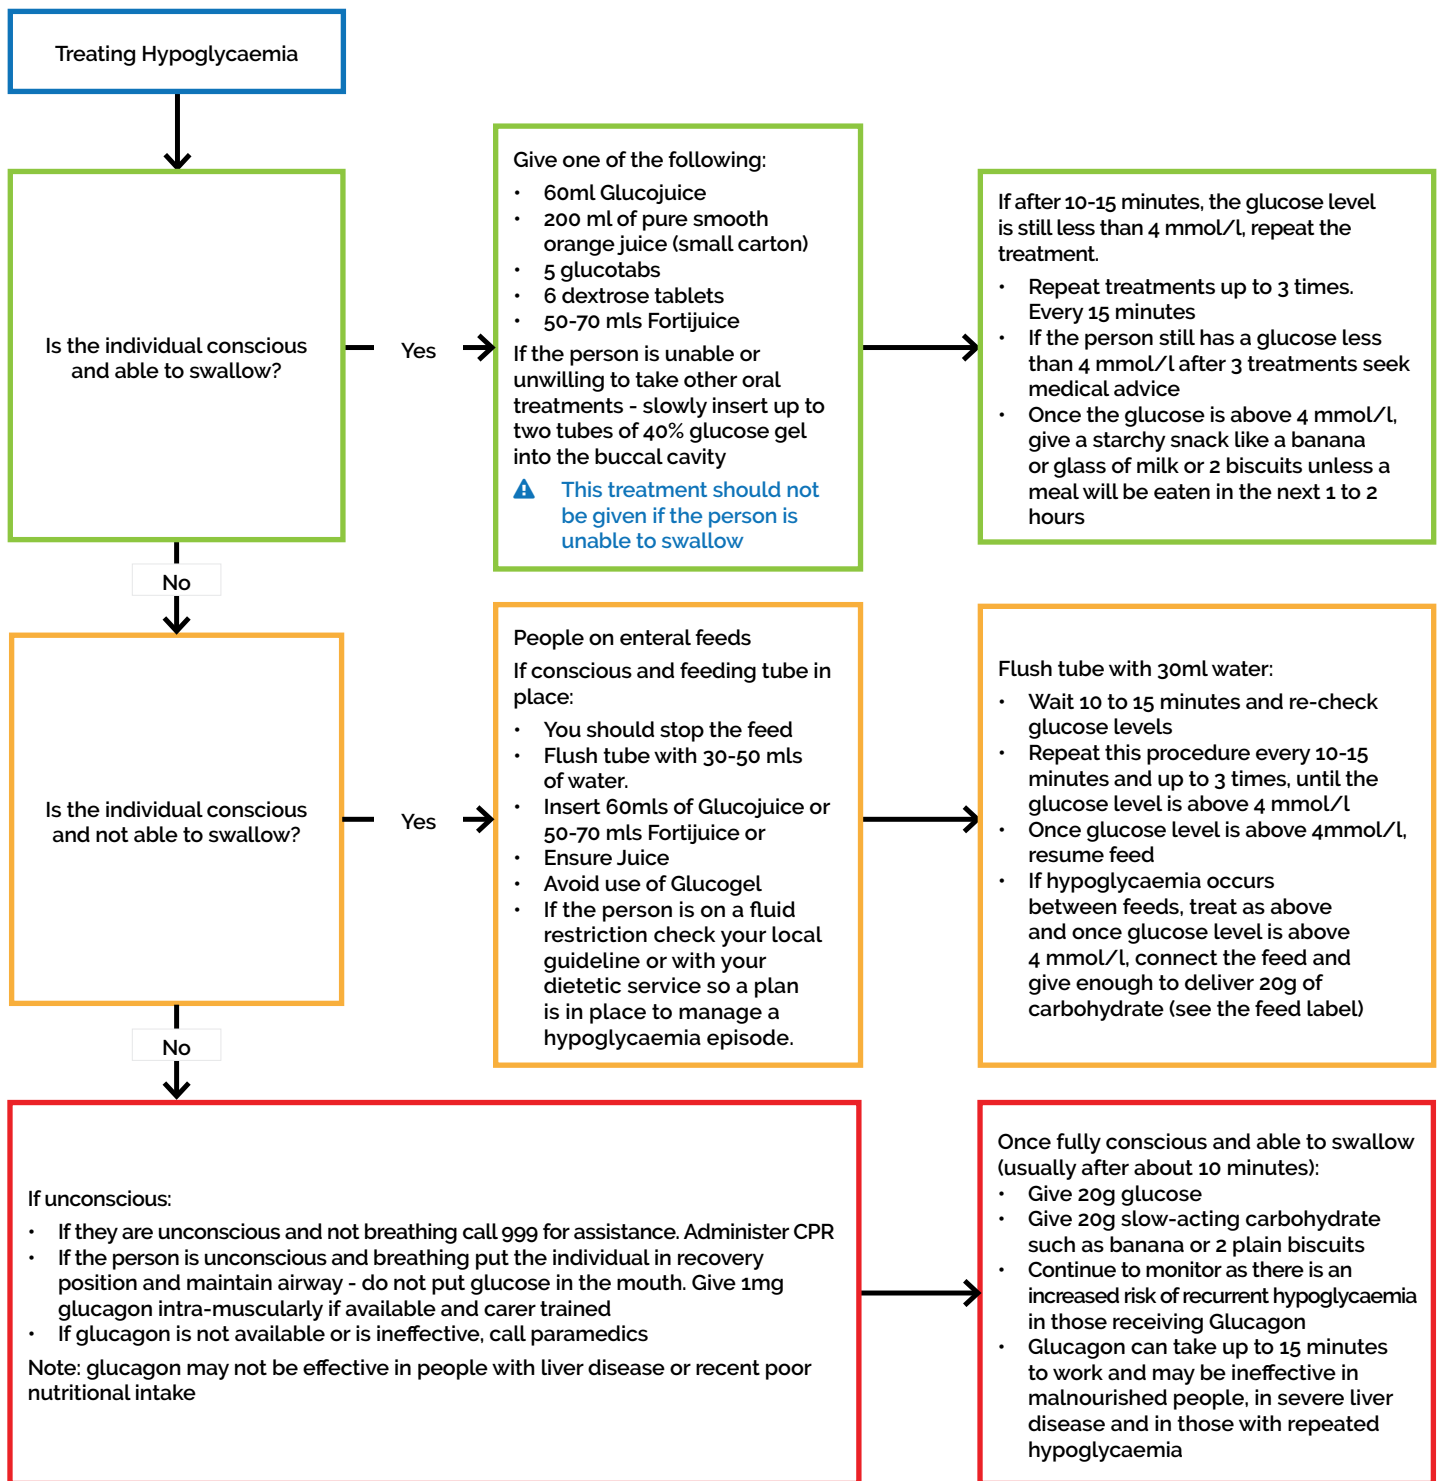 Treating Hypoglycaemia
Is the individual conscious
and able to swallow?
Yes
Give one of the following:
• 60ml Glucojuice
• 200 ml of pure smooth
orange juice (small carton)
• 5 glucotabs
• 6 dextrose tablets
• 50-70 mls Fortijuice
If the person is unable or
unwilling to take other oral
treatments - slowly insert up to
two tubes of 40% glucose gel
into the buccal cavity
This treatment should not
be given if the person is
unable to swallow
If after 10-15 minutes, the glucose level
is still less than 4 mmol/l, repeat the
treatment.
• Repeat treatments up to 3 times.
Every 15 minutes
• If the person still has a glucose less
than 4 mmol/l after 3 treatments seek
medical advice
• Once the glucose is above 4 mmol/l,
give a starchy snack like a banana
or glass of milk or 2 biscuits unless a
meal will be eaten in the next 1 to 2
hours
No
Is the individual conscious
and not able to swallow?
Yes
People on enteral feeds
If conscious and feeding tube in
place:
• You should stop the feed
• Flush tube with 30-50 mls
of water.
• Insert 60mls of Glucojuice or
50-70 mls Fortijuice or
• Ensure Juice
• Avoid use of Glucogel
• If the person is on a fluid
restriction check your local
guideline or with your
dietetic service so a plan
is in place to manage a
hypoglycaemia episode.
Flush tube with 30ml water:
• Wait 10 to 15 minutes and re-check
glucose levels
• Repeat this procedure every 10-15
minutes and up to 3 times, until the
glucose level is above 4 mmol/l
• Once glucose level is above 4mmol/l,
resume feed
• If hypoglycaemia occurs
between feeds, treat as above
and once glucose level is above
4 mmol/l, connect the feed and
give enough to deliver 20g of
carbohydrate (see the feed label)
No
If unconscious:
• If they are unconscious and not breathing call 999 for assistance. Administer CPR
• If the person is unconscious and breathing put the individual in recovery
position and maintain airway - do not put glucose in the mouth. Give 1mg
glucagon intra-muscularly if available and carer trained
• If glucagon is not available or is ineffective, call paramedics
Note: glucagon may not be effective in people with liver disease or recent poor
nutritional intake
Once fully conscious and able to swallow
(usually after about 10 minutes):
• Give 20g glucose
• Give 20g slow-acting carbohydrate
such as banana or 2 plain biscuits
• Continue to monitor as there is an
increased risk of recurrent hypoglycaemia
in those receiving Glucagon
• Glucagon can take up to 15 minutes
to work and may be ineffective in
malnourished people, in severe liver
disease and in those with repeated
hypoglycaemia